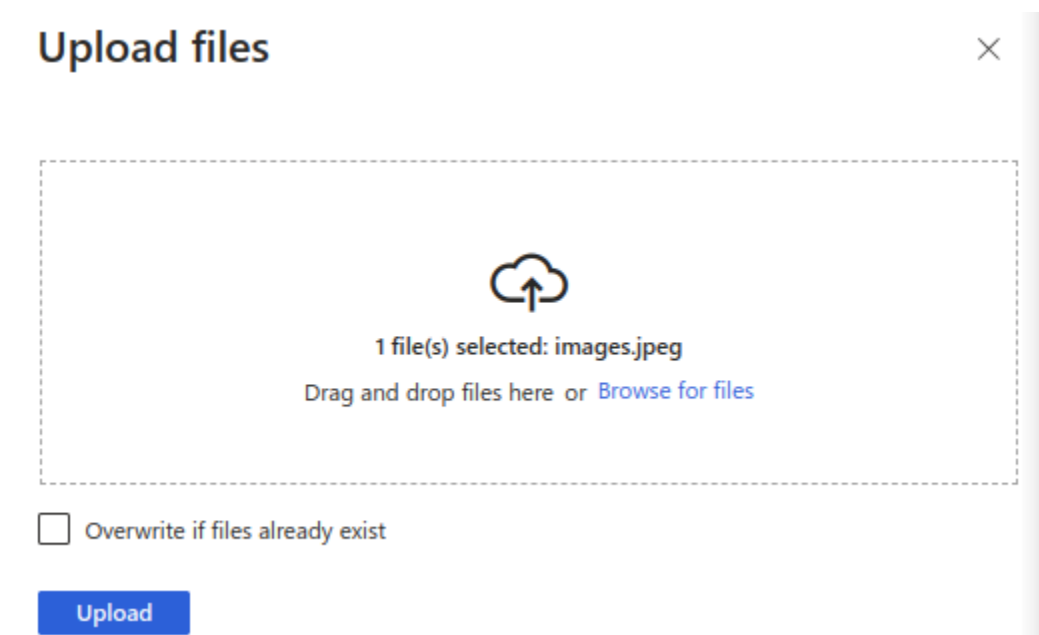 Upload files
1 file(s) selected: images.jpeg
Drag and drop files here or Browse for files
Overwrite if files already exist
Upload